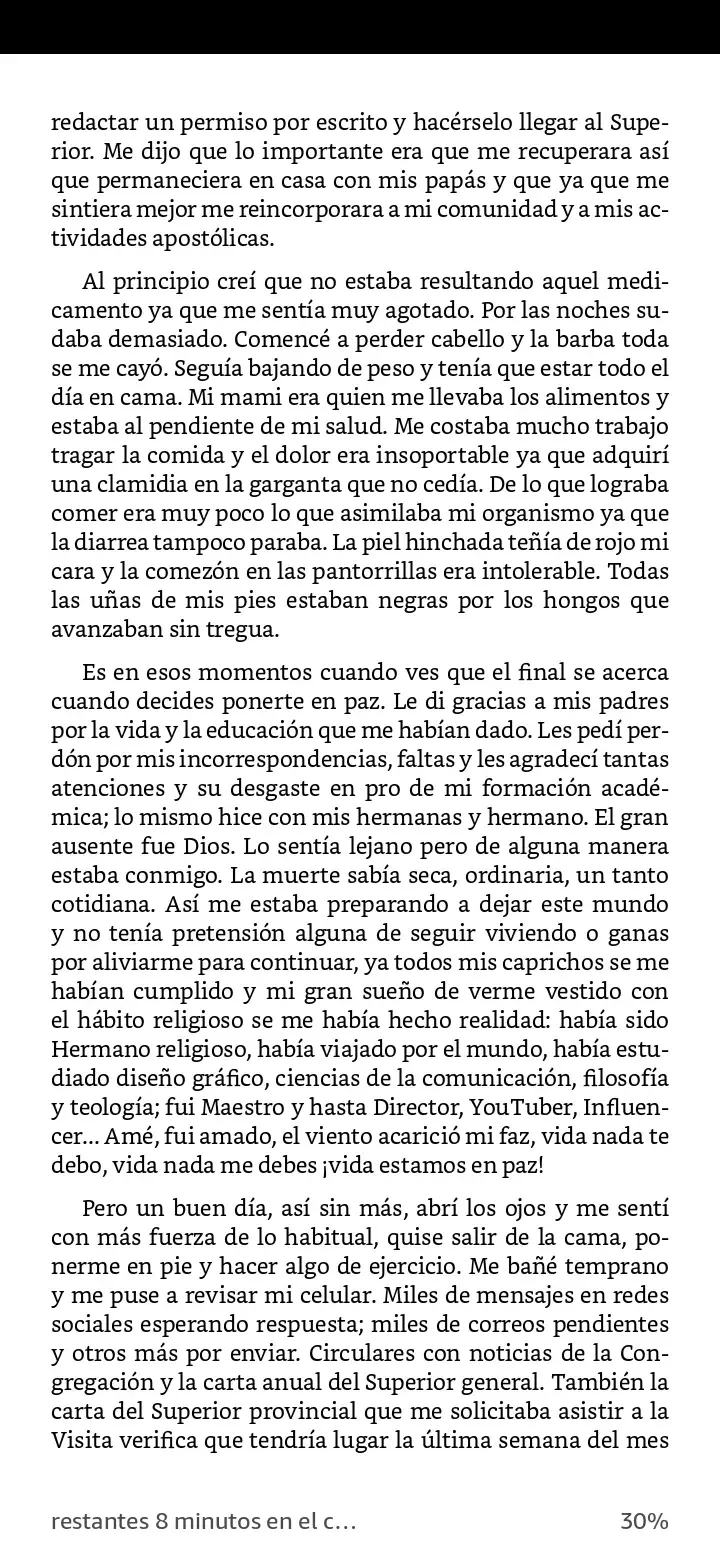 redactar un permiso por escrito y hacérselo llegar al Supe-
rior. Me dijo que lo importante era que me recuperara así
que permaneciera en casa con mis papás y que ya que me
sintiera mejor me reincorporara a mi comunidad y a mis ac-
tividades apostólicas.
Al principio creí que no estaba resultando aquel medi-
camento ya que me sentía muy agotado. Por las noches su-
daba demasiado. Comencé a perder cabello y la barba toda
se me cayó. Seguía bajando de peso y tenía que estar todo el
día en cama. Mi mami era quien me llevaba los alimentos y
estaba al pendiente de mi salud. Me costaba mucho trabajo
tragar la comida y el dolor era insoportable ya que adquirí
una clamidia en la garganta que no cedía. De lo que lograba
comer era muy poco lo que asimilaba mi organismo ya que
la diarrea tampoco paraba. La piel hinchada teñía de rojo mi
cara y la comezón en las pantorrillas era intolerable. Todas
las uñas de mis pies estaban negras por los hongos que
avanzaban sin tregua.
Es en esos momentos cuando ves que el final se acerca
cuando decides ponerte en paz. Le di gracias a mis padres
por la vida y la educación que me habían dado. Les pedí per-
dón por mis incorrespondencias, faltas y les agradecí tantas
atenciones y su desgaste en pro de mi formación acadé-
mica; lo mismo hice con mis hermanas y hermano. El gran
ausente fue Dios. Lo sentía lejano pero de alguna manera
estaba conmigo. La muerte sabía seca, ordinaria, un tanto
cotidiana. Así me estaba preparando a dejar este mundo
y no tenía pretensión alguna de seguir viviendo o ganas
por aliviarme para continuar, ya todos mis caprichos se me
habían cumplido y mi gran sueño de verme vestido con
el hábito religioso se me había hecho realidad: había sido
Hermano religioso, había viajado por el mundo, había estu-
diado diseño gráfico, ciencias de la comunicación, filosofía
y teología; fui Maestro y hasta Director, YouTuber, Influen-
cer... Amé, fui amado, el viento acarició mi faz, vida nada te
debo, vida nada me debes ¡vida estamos en paz!
Pero un buen día, así sin más, abrí los ojos y me sentí
con más fuerza de lo habitual, quise salir de la cama, po-
nerme en pie y hacer algo de ejercicio. Me bañé temprano
y me puse a revisar mi celular. Miles de mensajes en redes
sociales esperando respuesta; miles de correos pendientes
y otros más por enviar. Circulares con noticias de la Con-
gregación y la carta anual del Superior general. También la
carta del Superior provincial que me solicitaba asistir a la
Visita verifica que tendría lugar la última semana del mes
restantes 8 minutos en el c... 30%